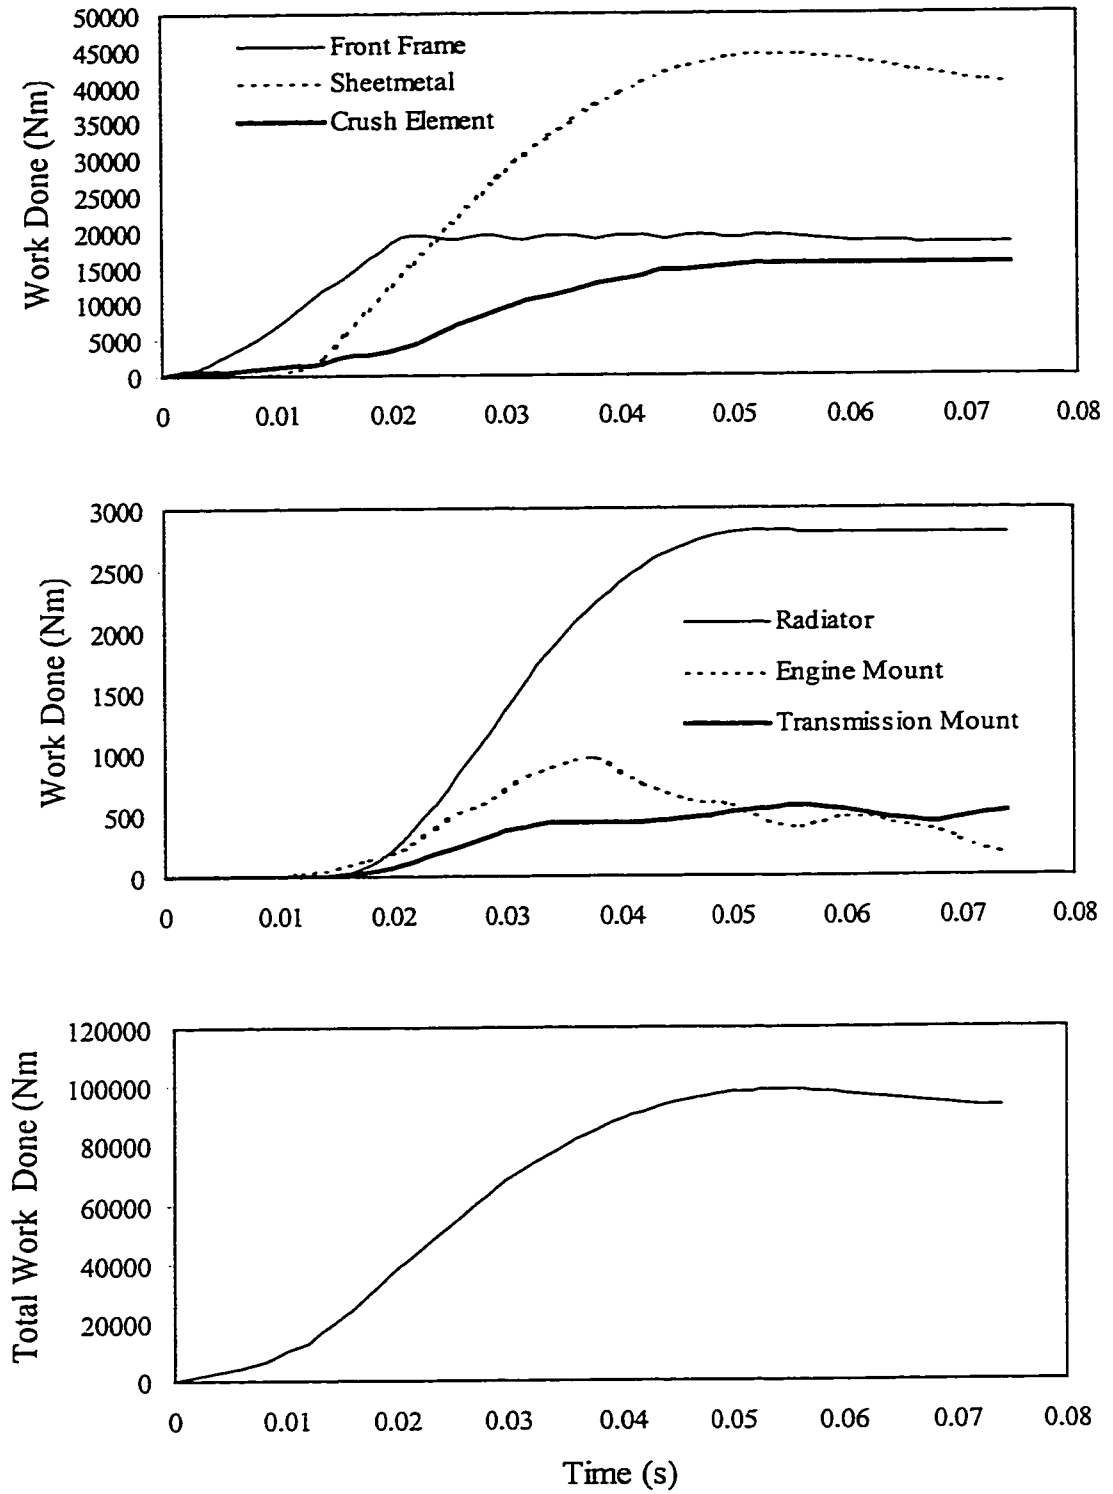 50000
45000
40000
35000
30000
25000
20000
15000
10000
5000
0
Work Done (Nm)
Front Frame
Sheetmetal
Crush Element
0 0.01 0.02 0.03 0.04 0.05 0.06 0.07 0.08
3000
2500
2000
1500
1000
500
0
Work Done (Nm)
Radiator
Engine Mount
Transmission Mount
0 0.01 0.02 0.03 0.04 0.05 0.06 0.07 0.08
120000
100000
80000
60000
40000
20000
0
Total Work Done (Nm
0 0.01 0.02 0.03 0.04 0.05 0.06 0.07 0.08
Time (s)